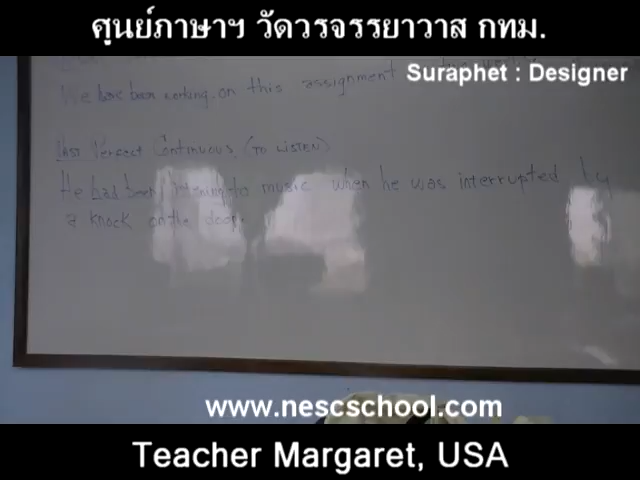 ศูนย์ภาษาฯ วัดวรจรรยาวาส กทม.
Suraphet : Designer
We have been working on this assignment
PAST PERFECT CONTINUOUS, (TO LISTEN)
He had been listening to music when he was interrupted by
a knock on the door.
www.nescschool.com
Teacher Margaret, USA